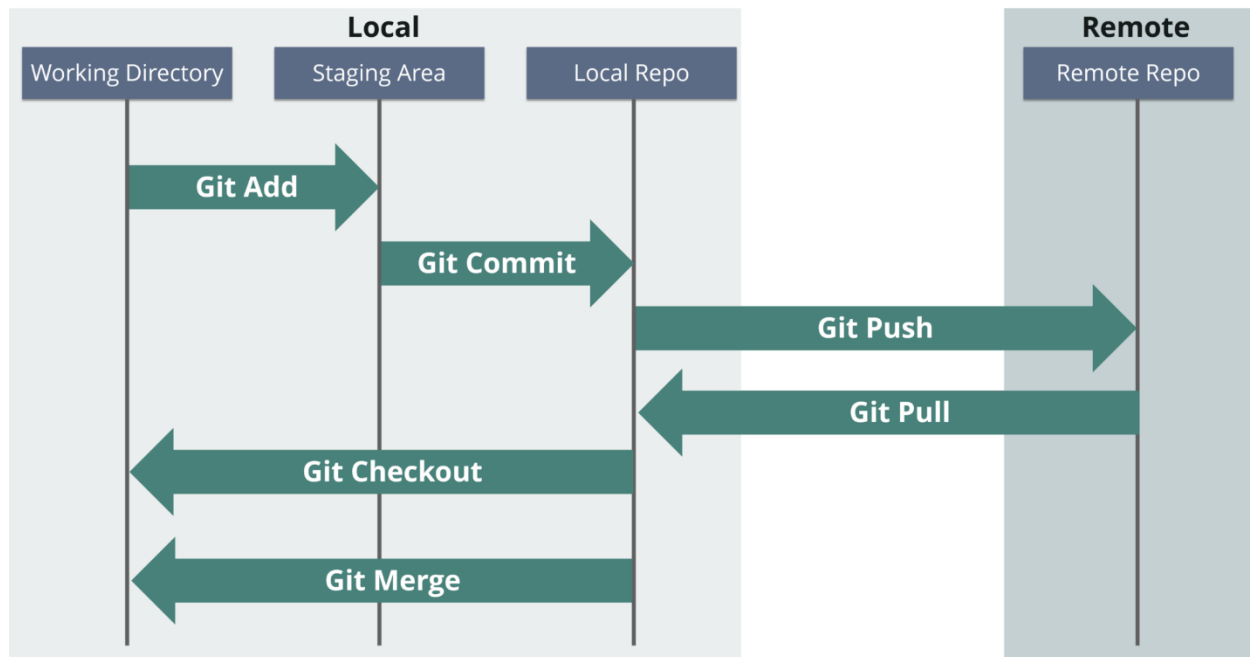 Local
Remote
Working Directory
Staging Area
Local Repo
Remote Repo
Git Add
Git Commit
Git Push
Git Pull
Git Checkout
Git Merge